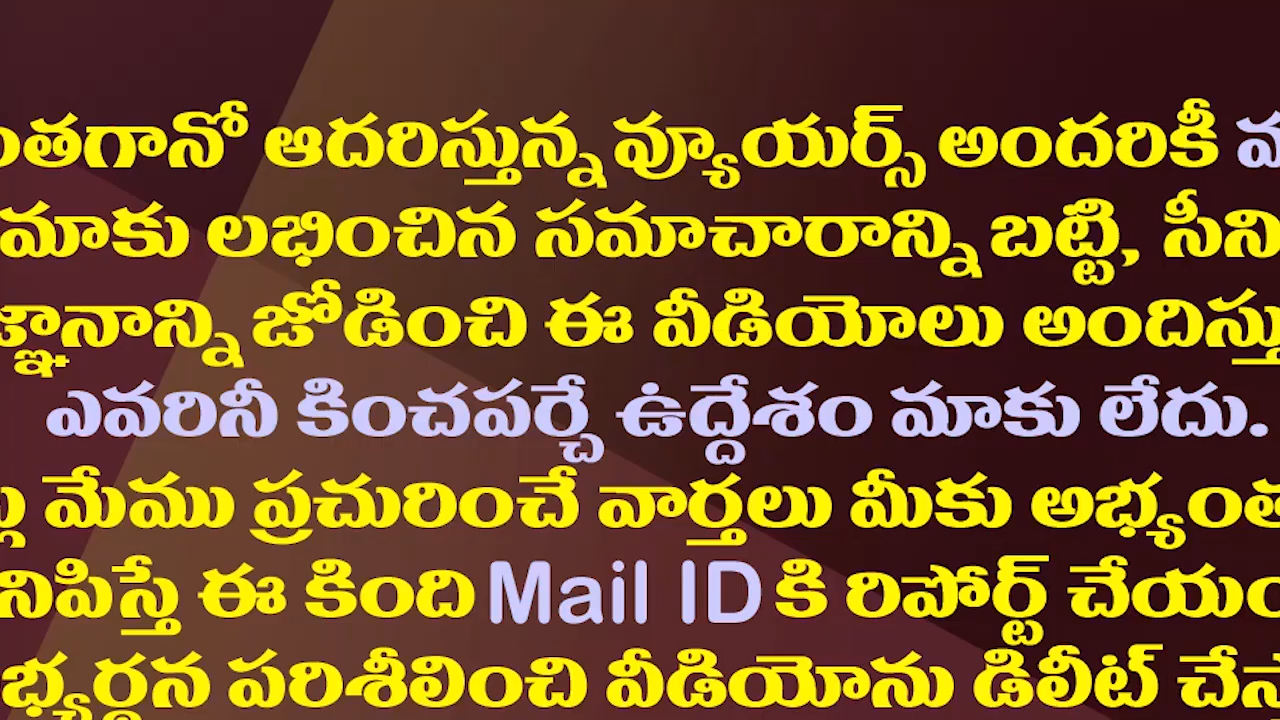 ఆదరిస్తున్న వ్యూయర్స్ అందరికీ
మాకు లభించిన సమాచారాన్ని బట్టి,
జోడించి ఈ వీడియోలు
ఎవరినీ కించపర్చే ఉద్దేశం మాకు లేదు.
మేము ప్రచురించే వార్తలు మీకు
ఈ కింది Mail ID కి రిపోర్ట్
పరిశీలించి వీడియోను డిలీట్